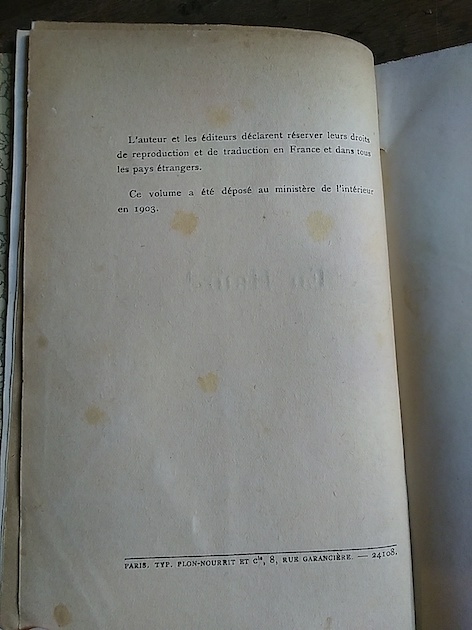 L'auteur et les éditeurs déclarent réserver leurs droits
de reproduction et de traduction en France et dans tous
les pays étrangers.
Ce volume a été déposé au ministère de l'intérieur
en 1903.
PARIS. TYP. PLON-NOURRIT ET Cie, 8, RUE GARANCIÈRE. — 24108.